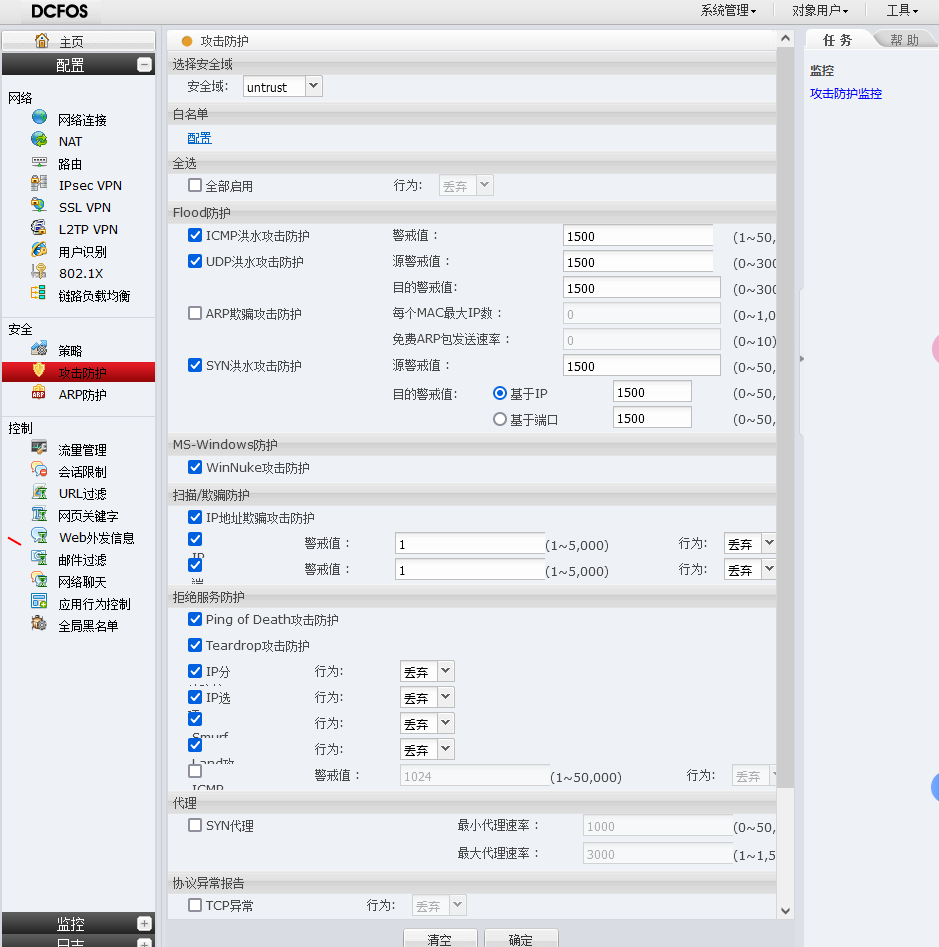 DCFOS
系统管理 对象用户 工具
主页
配置
网络
网络连接
NAT
路由
IPsec VPN
SSL VPN
L2TP VPN
用户识别
802.1X
链路负载均衡
安全
策略
攻击防护
ARP防护
控制
流量管理
会话限制
URL过滤
网页关键字
Web外发信息
邮件过滤
网络聊天
应用行为控制
全局黑名单
监控
日志
攻击防护
选择安全域
安全域: untrust
白名单
配置
全选
全部启用 行为: 丢弃
Flood防护
ICMP洪水攻击防护 警戒值: 1500 (1~50,
UDP洪水攻击防护 源警戒值: 1500 (0~300
目的警戒值: 1500 (0~300
ARP欺骗攻击防护 每个MAC最大IP数: 0 (0~1,0
免费ARP包发送速率: 0 (0~10)
SYN洪水攻击防护 源警戒值: 1500 (0~50,
目的警戒值: 基于IP 1500 (0~50,
基于端口 1500 (0~50,
MS-Windows防护
WinNuke攻击防护
扫描/欺骗防护
IP地址欺骗攻击防护
IP 警戒值: 1 (1~5,000) 行为: 丢弃
警戒值: 1 (1~5,000) 行为: 丢弃
拒绝服务防护
Ping of Death攻击防护
Teardrop攻击防护
IP分 行为: 丢弃
IP选 行为: 丢弃
Smurf 行为: 丢弃
Land攻 行为: 丢弃
ICMP 警戒值: 1024 (1~50,000) 行为: 丢弃
代理
SYN代理 最小代理速率: 1000 (0~50,
最大代理速率: 3000 (1~1,5
协议异常报告
TCP异常 行为: 丢弃
清空 确定
任务 帮助
监控
攻击防护监控